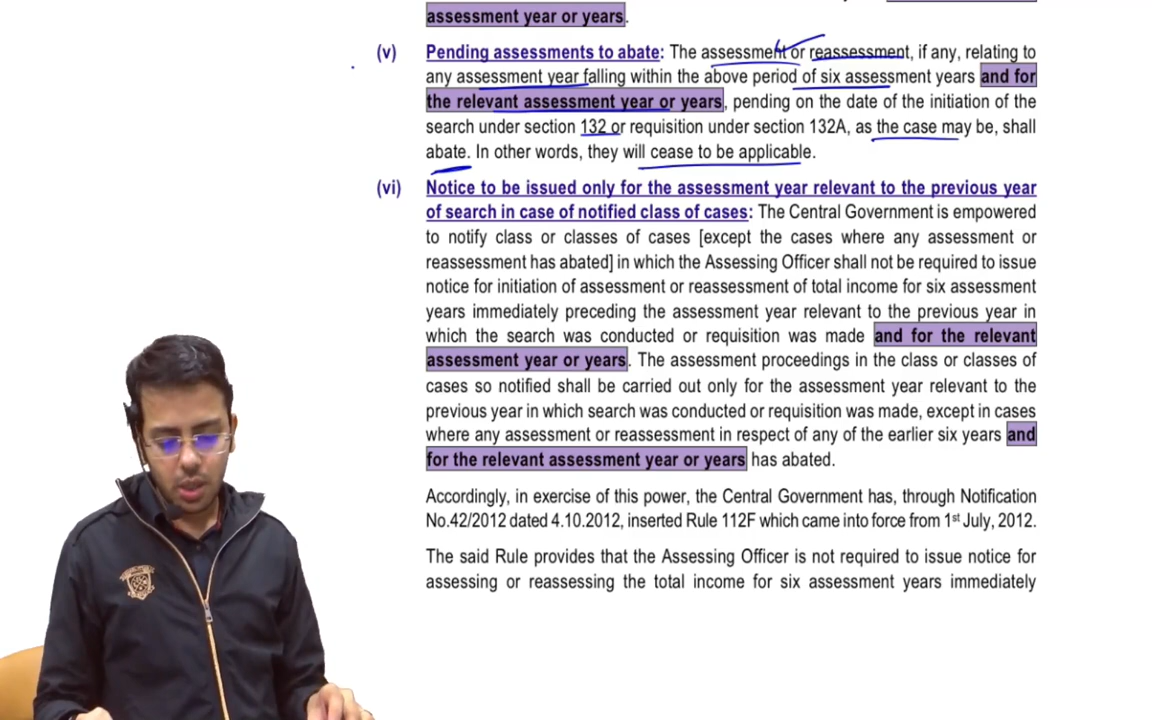 assessment year or years.
(v) Pending assessments to abate: The assessment or reassessment, if any, relating to
any assessment year falling within the above period of six assessment years and for
the relevant assessment year or years, pending on the date of the initiation of the
search under section 132 or requisition under section 132A, as the case may be, shall
abate. In other words, they will cease to be applicable.
(vi) Notice to be issued only for the assessment year relevant to the previous year
of search in case of notified class of cases: The Central Government is empowered
to notify class or classes of cases [except the cases where any assessment or
reassessment has abated] in which the Assessing Officer shall not be required to issue
notice for initiation of assessment or reassessment of total income for six assessment
years immediately preceding the assessment year relevant to the previous year in
which the search was conducted or requisition was made and for the relevant
assessment year or years. The assessment proceedings in the class or classes of
cases so notified shall be carried out only for the assessment year relevant to the
previous year in which search was conducted or requisition was made, except in cases
where any assessment or reassessment in respect of any of the earlier six years and
for the relevant assessment year or years has abated.
Accordingly, in exercise of this power, the Central Government has, through Notification
No.42/2012 dated 4.10.2012, inserted Rule 112F which came into force from 1st July, 2012.
The said Rule provides that the Assessing Officer is not required to issue notice for
assessing or reassessing the total income for six assessment years immediately